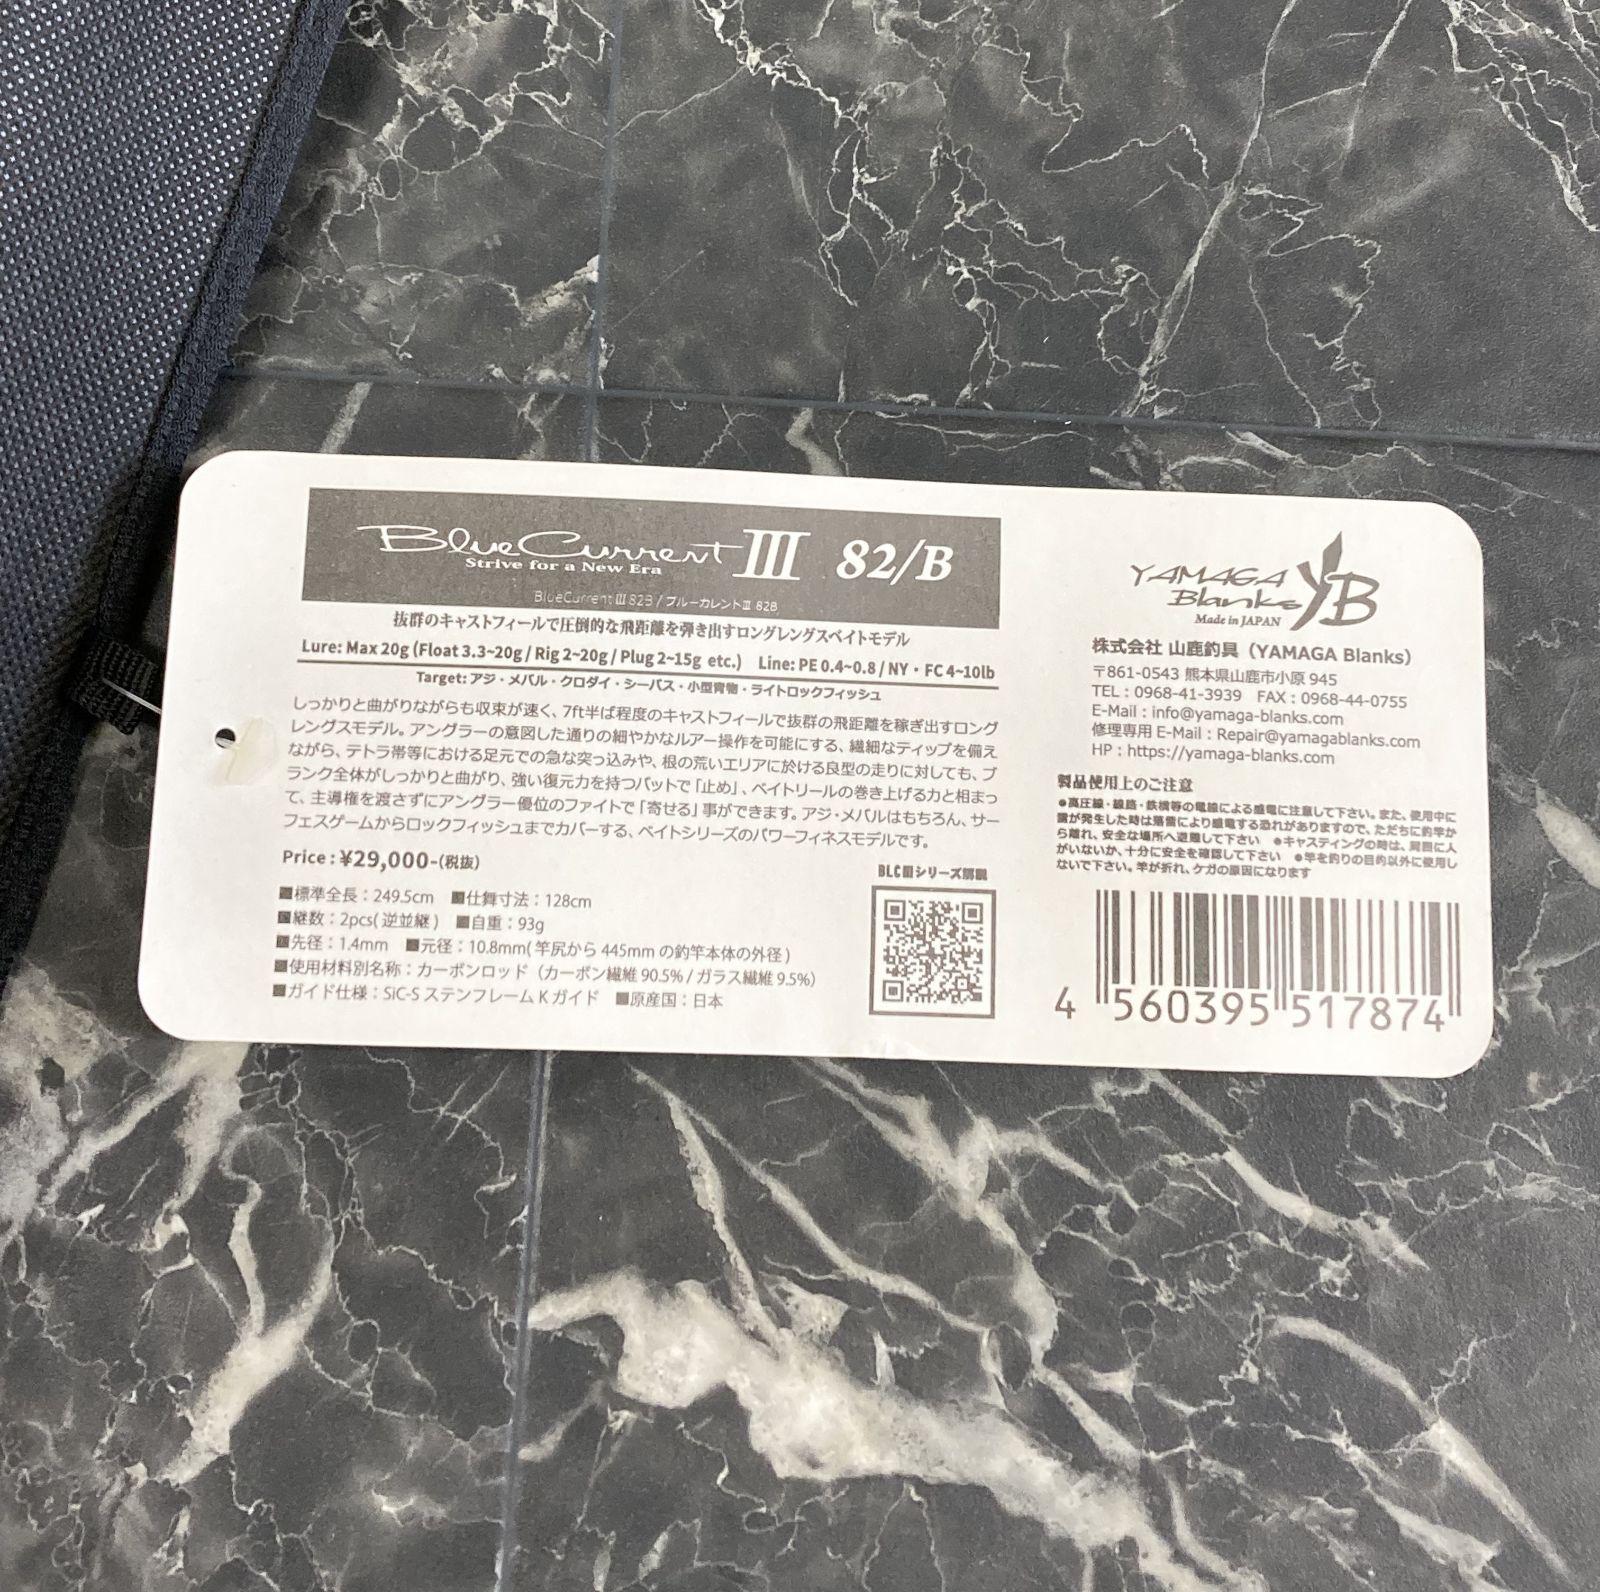 BlueCurrent III 82/B
Strive for a New Era
BlueCurrent III 82B / ブルーカレントⅢ 82B
抜群のキャストフィールで圧倒的な飛距離を弾き出すロングレングスベイトモデル
Lure: Max 20g (Float 3.3~20g / Rig 2~20g / Plug 2~15g etc.) Line: PE 0.4~0.8 / NY・FC 4~10lb
Target: アジ・メバル・クロダイ・シーバス・小型青物・ライトロックフィッシュ
しっかりと曲がりながらも収束が速く、7ft半ば程度のキャストフィールで抜群の飛距離を稼ぎ出すロング
レングスモデル。アングラーの意図した通りの細やかなルアー操作を可能にする、繊細なティップを備え
ながら、テトラ帯等における足元での急な突っ込みや、根の荒いエリアに於ける良型の走りに対しても、ブ
ランク全体がしっかりと曲がり、強い復元力を持つバットで「止め」、ベイトリールの巻き上げる力と相まっ
て、主導権を渡さずにアングラー優位のファイトで「寄せる」事ができます。アジ・メバルはもちろん、サー
フェスゲームからロックフィッシュまでカバーする、ベイトシリーズのパワーフィネスモデルです。
Price : ¥29,000-(税抜)
■標準全長：249.5cm ■仕舞寸法：128cm
■継数：2pcs( 逆並継 ) ■自重：93g
■先径：1.4mm ■元径：10.8mm( 竿尻から 445mm の釣竿本体の外径 )
■使用材料別名称：カーボンロッド（カーボン繊維 90.5% / ガラス繊維 9.5%）
■ガイド仕様：SiC-S ステンフレーム K ガイド ■原産国：日本
BLCⅢシリーズ解説
YAMAGA
Blanks YB
Made in JAPAN
株式会社 山鹿釣具（YAMAGA Blanks）
〒861-0543 熊本県山鹿市小原 945
TEL：0968-41-3939 FAX：0968-44-0755
E-Mail：info@yamaga-blanks.com
修理専用 E-Mail：Repair@yamagablanks.com
HP：https://yamaga-blanks.com
製品使用上のご注意
●高圧線・線路・鉄橋等の電線による感電に注意して下さい。また、使用中に
雷が発生した時は落雷により感電する恐れがありますので、ただちに釣竿か
ら離れ、安全な場所へ避難して下さい ●キャスティングの時は、周囲に人
がいないか、十分に安全を確認して下さい ●竿を釣りの目的以外に使用し
ないで下さい。竿が折れ、ケガの原因になります
4 560395 517874